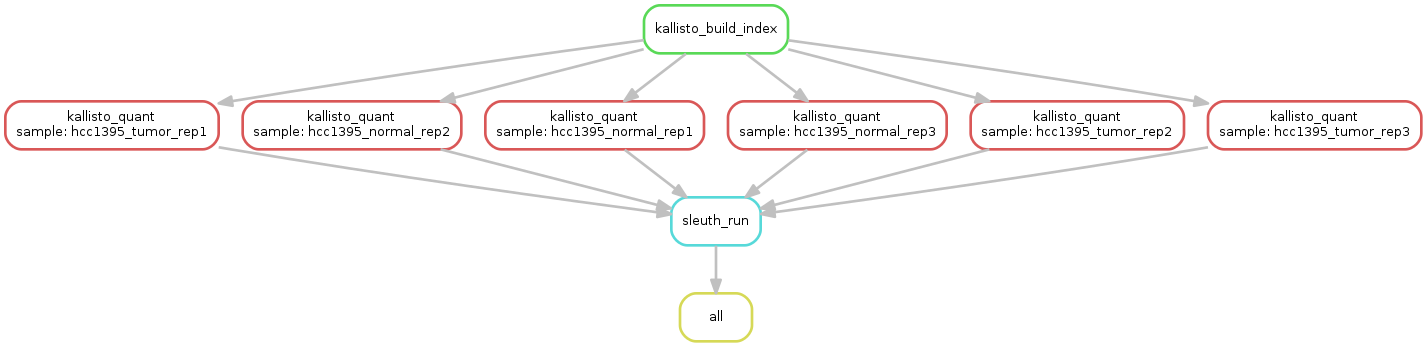 kallisto_build_index
kallisto_quant
sample: hcc1395_tumor_rep1
kallisto_quant
sample: hcc1395_normal_rep2
kallisto_quant
sample: hcc1395_normal_rep1
kallisto_quant
sample: hcc1395_normal_rep3
kallisto_quant
sample: hcc1395_tumor_rep2
kallisto_quant
sample: hcc1395_tumor_rep3
sleuth_run
all